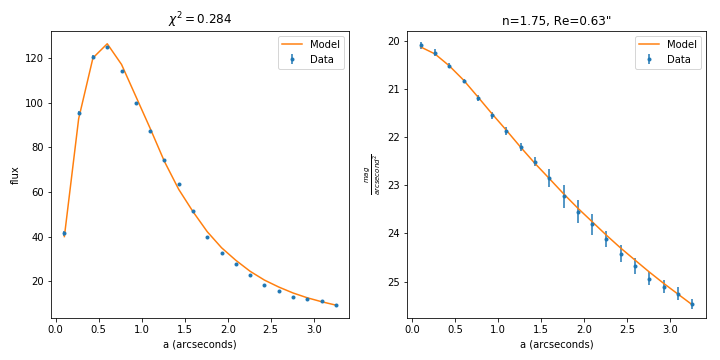 χ² = 0.284
flux
120
100
80
60
40
20
0.0 0.5 1.0 1.5 2.0 2.5 3.0
a (arcseconds)
Model
Data
n=1.75, Re=0.63"
mag
arcsecond²
20
21
22
23
24
25
0.0 0.5 1.0 1.5 2.0 2.5 3.0
a (arcseconds)
Model
Data